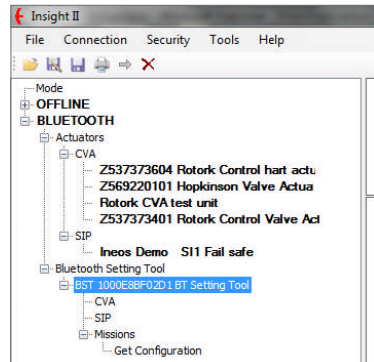 Insight II
File Connection Security Tools Help
Mode
OFFLINE
BLUETOOTH
Actuators
CVA
Z537373604 Rotork Control hart actu
Z569220101 Hopkinson Valve Actua
Rotork CVA test unit
Z537373401 Rotork Control Valve Act
SIP
Ineos Demo SI1 Fail safe
Bluetooth Setting Tool
BST 1000E8BF02D1 BT Setting Tool
CVA
SIP
Missions
Get Configuration